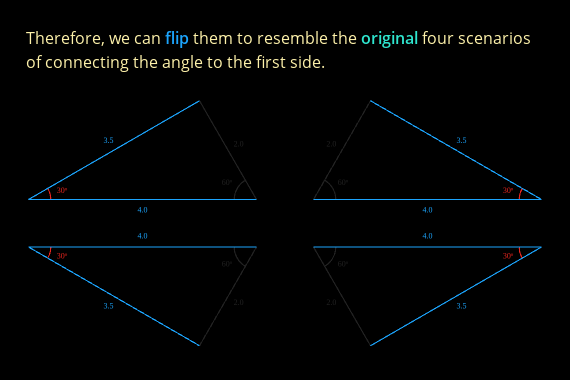 Therefore, we can flip them to resemble the original four scenarios
of connecting the angle to the first side.
3.5 2.0 2.0 3.5
30° 60° 60° 30°
4.0 4.0
4.0 4.0
30° 60° 60° 30°
3.5 2.0 2.0 3.5